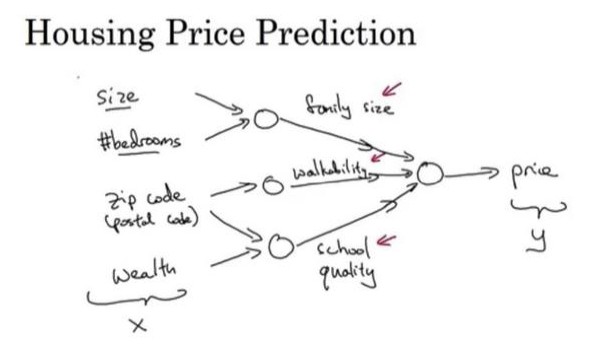 Housing Price Prediction
size
#bedrooms
zip code
(postal code)
wealth
x
family size
walkability
school
quality
price
y